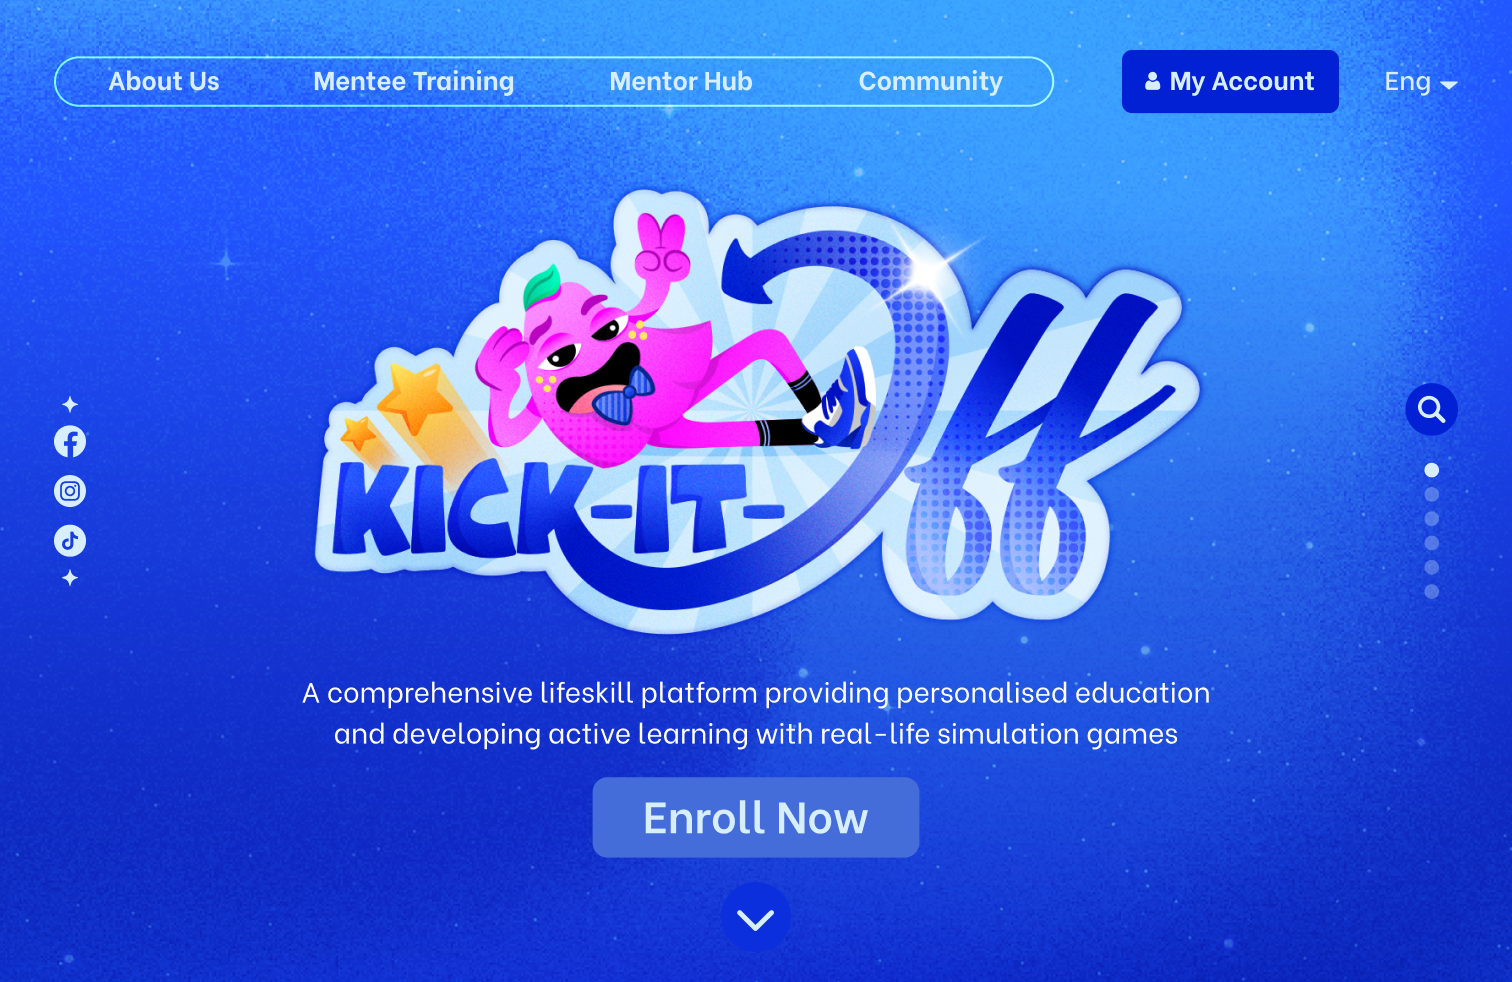 About Us
Mentee Training
Mentor Hub
Community
My Account
Eng
KICK-IT-Off
A comprehensive lifeskill platform providing personalised education
and developing active learning with real-life simulation games
Enroll Now